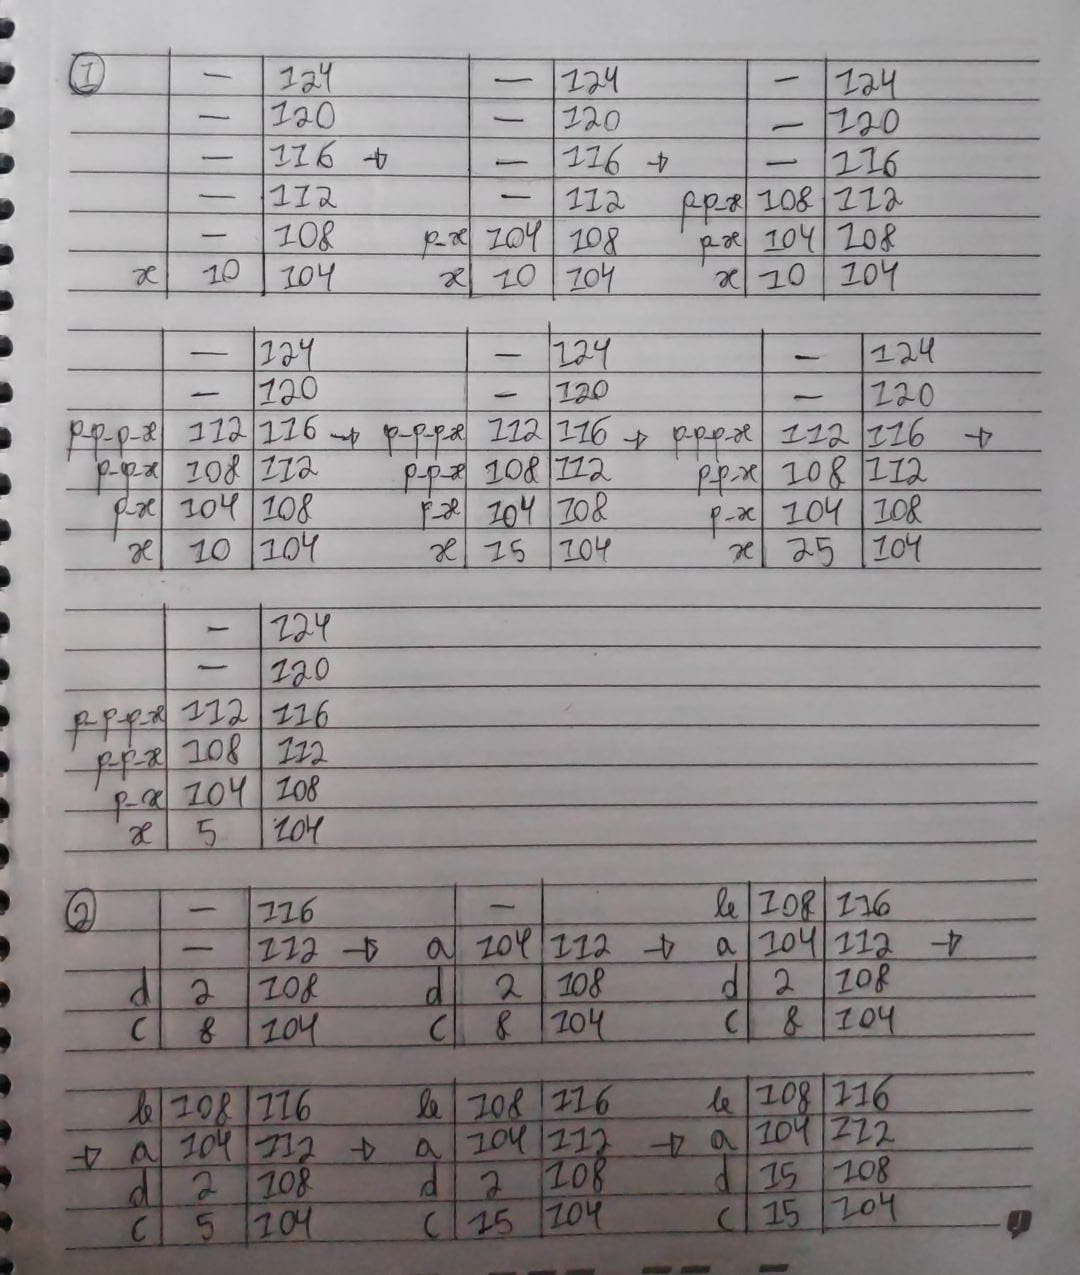 ① — 124 — 124 — 124
— 120 — 120 — 120
— 116 → — 116 → — 116
— 112 — 112 p-p-x 108 112
— 108 p-x 104 108 p-x 104 108
x 10 104 x 10 104 x 10 104
— 124 — 124 — 124
— 120 — 120 — 120
p-p-p-x 112 116 → p-p-p-x 112 116 → p-p-p-x 112 116 →
p-p-x 108 112 p-p-x 108 112 p-p-x 108 112
p-x 104 108 p-x 104 108 p-x 104 108
x 10 104 x 15 104 x 25 104
— 124
— 120
p-p-p-x 112 116
p-p-x 108 112
p-x 104 108
x 5 104
② — 116 — b 108 116
— 112 → a 104 112 → a 104 112 →
d 2 108 d 2 108 d 2 108
c 8 104 c 8 104 c 8 104
b 108 116 b 108 116 b 108 116
→ a 104 112 → a 104 112 → a 104 112
d 2 108 d 2 108 d 15 108
c 5 104 c 15 104 c 15 104